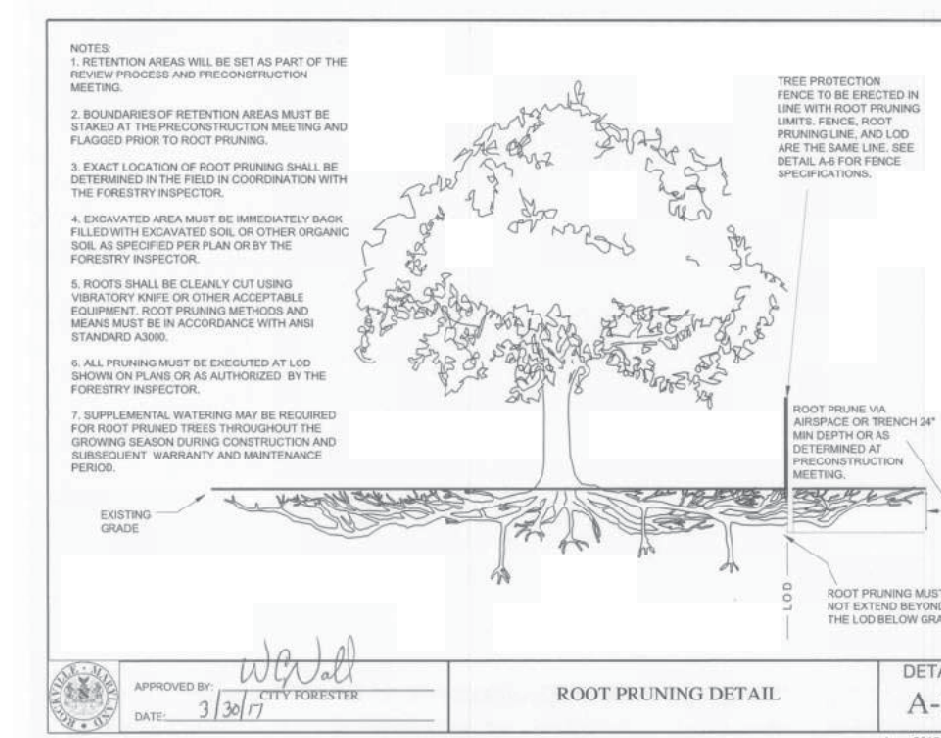 NOTES:
1. RETENTION AREAS WILL BE SET AS PART OF THE
REVIEW PROCESS AND PRECONSTRUCTION
MEETING.
2. BOUNDARIES OF RETENTION AREAS MUST BE
STAKED AT THE PRECONSTRUCTION MEETING AND
FLAGGED PRIOR TO ROOT PRUNING.
3. EXACT LOCATION OF ROOT PRUNING SHALL BE
DETERMINED IN THE FIELD IN COORDINATION WITH
THE FORESTRY INSPECTOR.
4. EXCAVATED AREA MUST BE IMMEDIATELY BACK
FILLED WITH EXCAVATED SOIL OR OTHER ORGANIC
SOIL AS SPECIFIED PER PLAN OR BY THE
FORESTRY INSPECTOR.
5. ROOTS SHALL BE CLEANLY CUT USING
VIBRATORY KNIFE OR OTHER ACCEPTABLE
EQUIPMENT. ROOT PRUNING METHODS AND
MEANS MUST BE IN ACCORDANCE WITH ANSI
STANDARD A3000.
6. ALL PRUNING MUST BE EXECUTED AT LOD
SHOWN ON PLANS OR AS AUTHORIZED BY THE
FORESTRY INSPECTOR.
7. SUPPLEMENTAL WATERING MAY BE REQUIRED
FOR ROOT PRUNED TREES THROUGHOUT THE
GROWING SEASON DURING CONSTRUCTION AND
SUBSEQUENT WARRANTY AND MAINTENANCE
PERIOD.
TREE PROTECTION
FENCE TO BE ERECTED IN
LINE WITH ROOT PRUNING
LIMITS. FENCE, ROOT
PRUNING LINE, AND LOD
ARE THE SAME LINE. SEE
DETAIL A-6 FOR FENCE
SPECIFICATIONS.
ROOT PRUNE VIA
AIRSPACE OR TRENCH 24"
MIN DEPTH OR AS
DETERMINED AT
PRECONSTRUCTION
MEETING.
EXISTING
GRADE
LOD
ROOT PRUNING MUST
NOT EXTEND BEYOND
THE LOD BELOW GRA
ROCKVILLE MARYLAND
APPROVED BY: WGWall
CITY FORESTER
DATE: 3/30/17
ROOT PRUNING DETAIL
DETA
A-